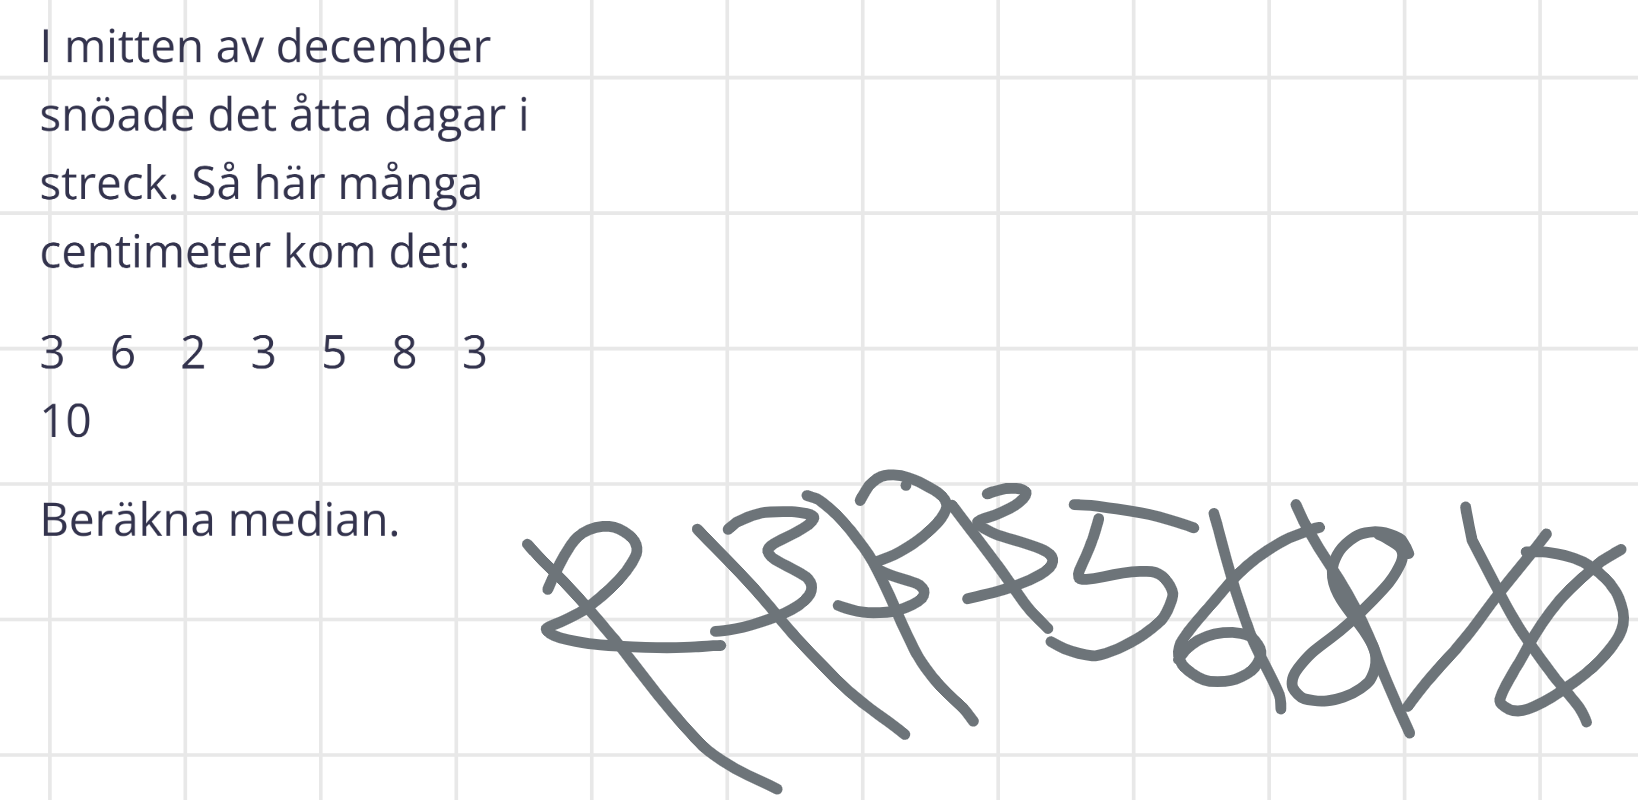 I mitten av december
snöade det åtta dagar i
streck. Så här många
centimeter kom det:
3 6 2 3 5 8 3
10
Beräkna median.
2 3 3 3 5 6 8 10